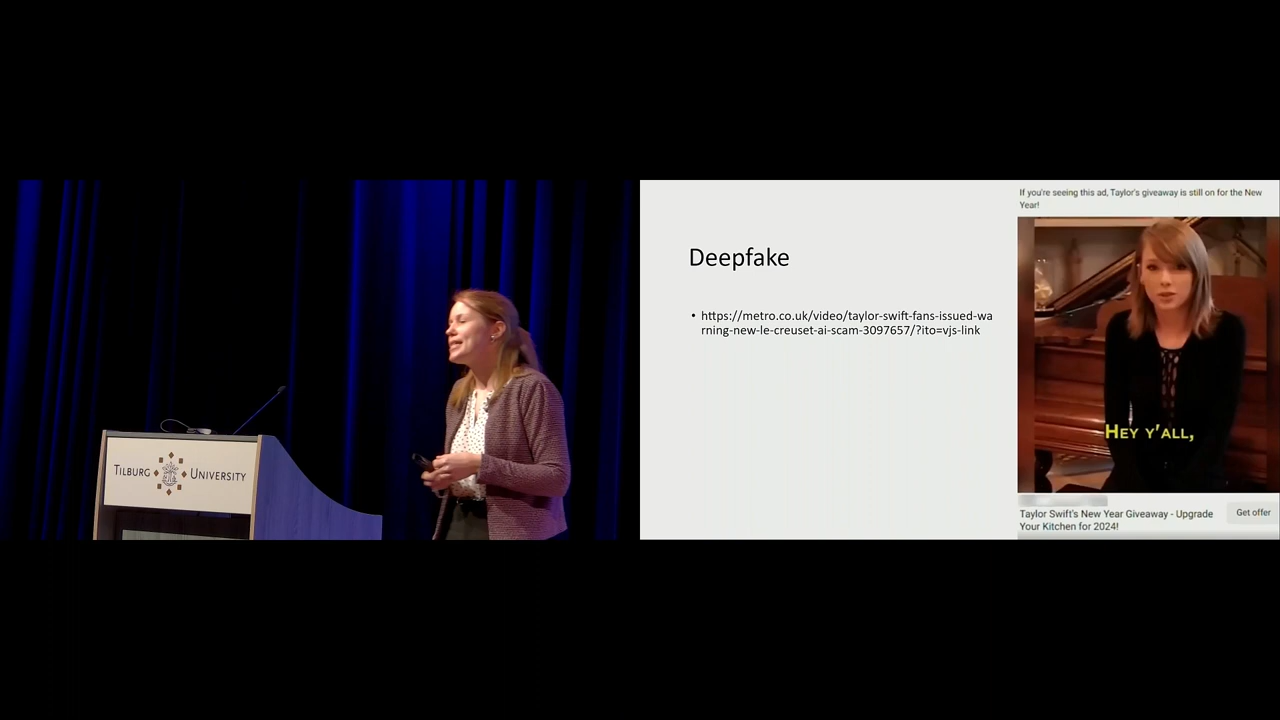 TILBURG UNIVERSITY
Deepfake
• https://metro.co.uk/video/taylor-swift-fans-issued-wa
rning-new-le-creuset-ai-scam-3097657/?ito=vjs-link
If you're seeing this ad, Taylor's giveaway is still on for the New
Year!
HEY Y'ALL,
Taylor Swift's New Year Giveaway - Upgrade
Your Kitchen for 2024!
Get offer